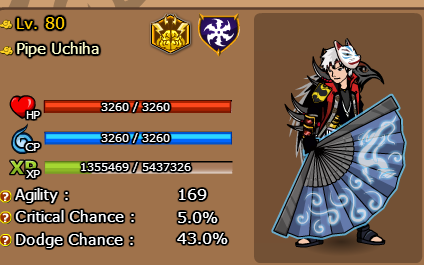 Lv. 80
Pipe Uchiha
HP 3260 / 3260
CP 3260 / 3260
XP XP 1355469 / 5437326
Agility : 169
Critical Chance : 5.0%
Dodge Chance : 43.0%